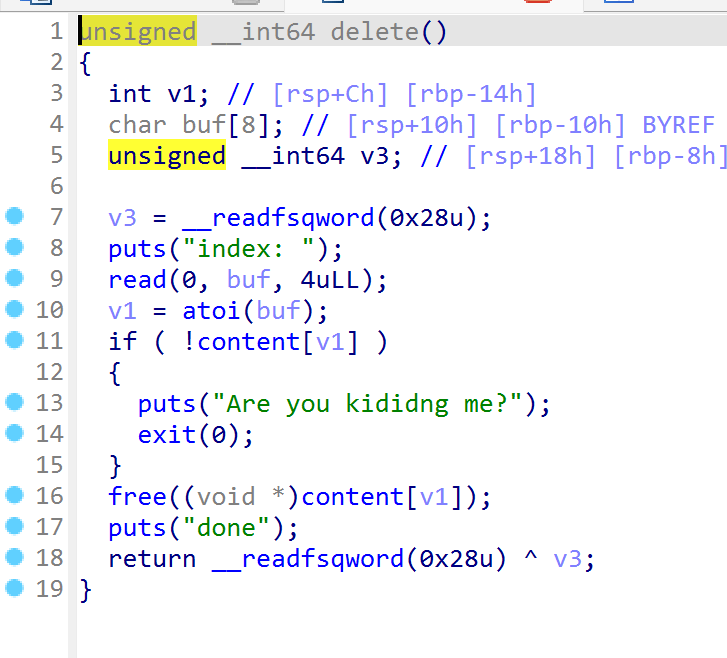 1 unsigned __int64 delete()
2 {
3   int v1; // [rsp+Ch] [rbp-14h]
4   char buf[8]; // [rsp+10h] [rbp-10h] BYREF
5   unsigned __int64 v3; // [rsp+18h] [rbp-8h]
6
7   v3 = __readfsqword(0x28u);
8   puts("index: ");
9   read(0, buf, 4uLL);
10   v1 = atoi(buf);
11   if ( !content[v1] )
12   {
13     puts("Are you kididng me?");
14     exit(0);
15   }
16   free((void *)content[v1]);
17   puts("done");
18   return __readfsqword(0x28u) ^ v3;
19 }